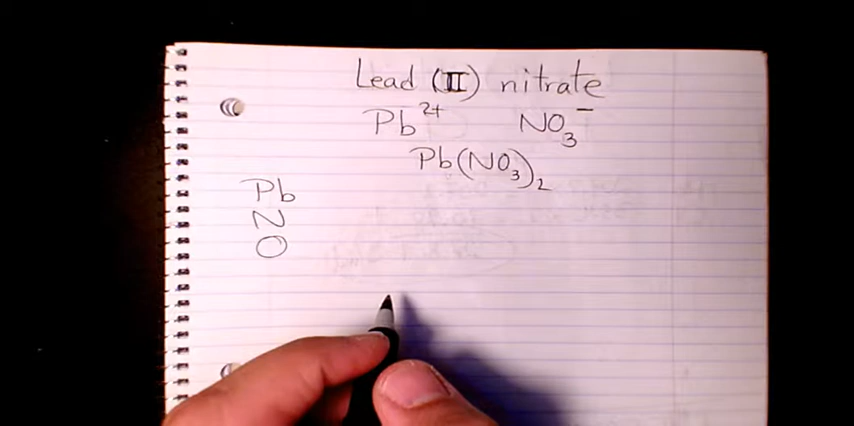 Lead (II) nitrate
Pb²⁺ NO₃⁻
Pb(NO₃)₂
Pb
N
O